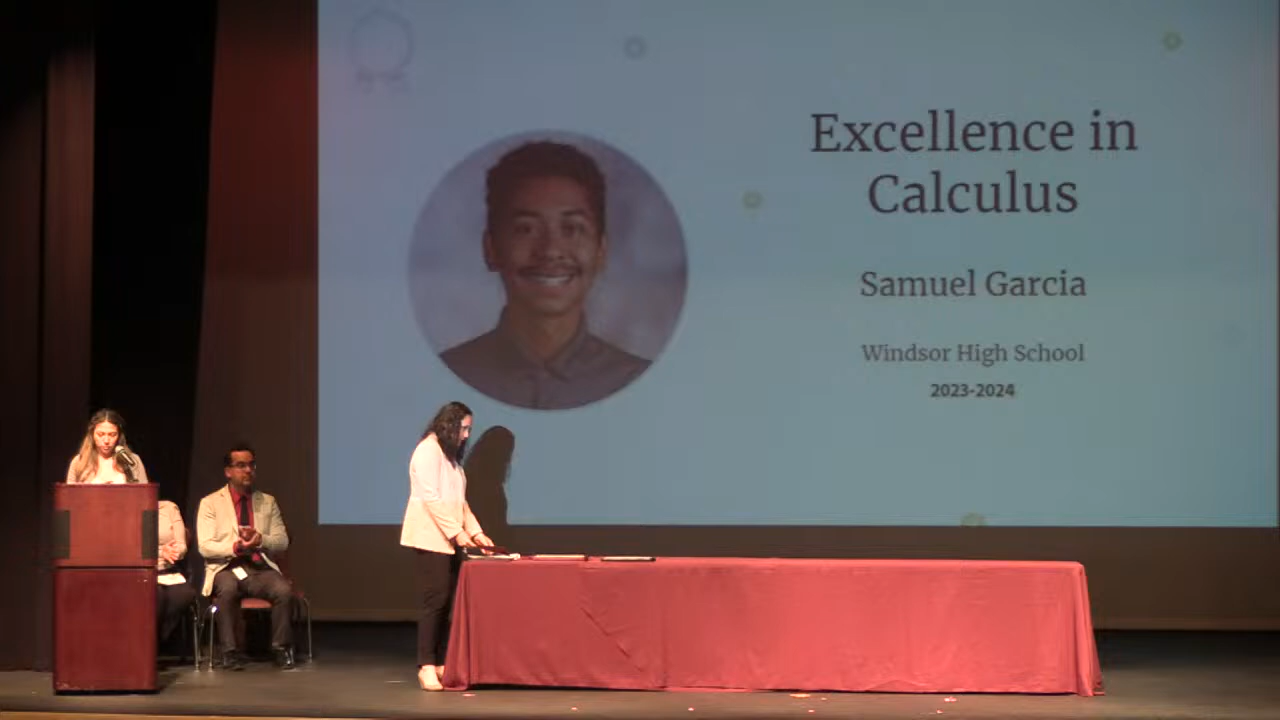 Excellence in
Calculus
Samuel Garcia
Windsor High School
2023-2024